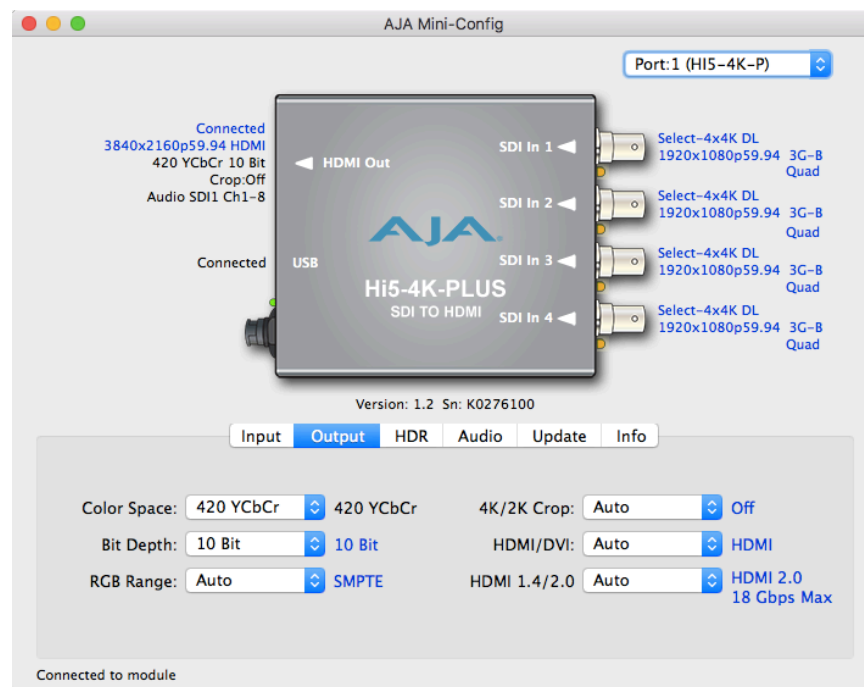 AJA Mini-Config
Port:1 (HI5-4K-P)
Connected
3840x2160p59.94 HDMI
420 YCbCr 10 Bit
Crop:Off
Audio SDI1 Ch1-8
Connected
HDMI Out
USB
AJA
Hi5-4K-PLUS
SDI TO HDMI
SDI In 1
SDI In 2
SDI In 3
SDI In 4
Select-4x4K DL
1920x1080p59.94 3G-B
Quad
Select-4x4K DL
1920x1080p59.94 3G-B
Quad
Select-4x4K DL
1920x1080p59.94 3G-B
Quad
Select-4x4K DL
1920x1080p59.94 3G-B
Quad
Version: 1.2 Sn: K0276100
Input Output HDR Audio Update Info
Color Space: 420 YCbCr 420 YCbCr
Bit Depth: 10 Bit 10 Bit
RGB Range: Auto SMPTE
4K/2K Crop: Auto Off
HDMI/DVI: Auto HDMI
HDMI 1.4/2.0 Auto HDMI 2.0
18 Gbps Max
Connected to module